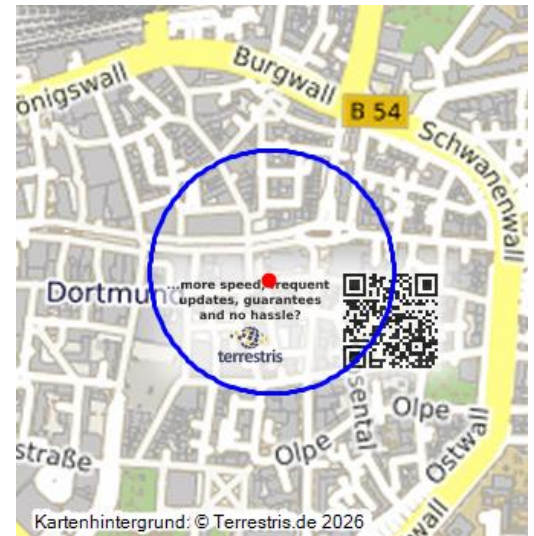 Burgwall
önigswall
B 54
Schwanenwall
...more speed, frequent
updates, guarantees
and no hassle?
Dortmund
terrestris
sental
Olpe
Olpe
Ostwall
straße
wall
Kartenhintergrund: © Terrestris.de 2026